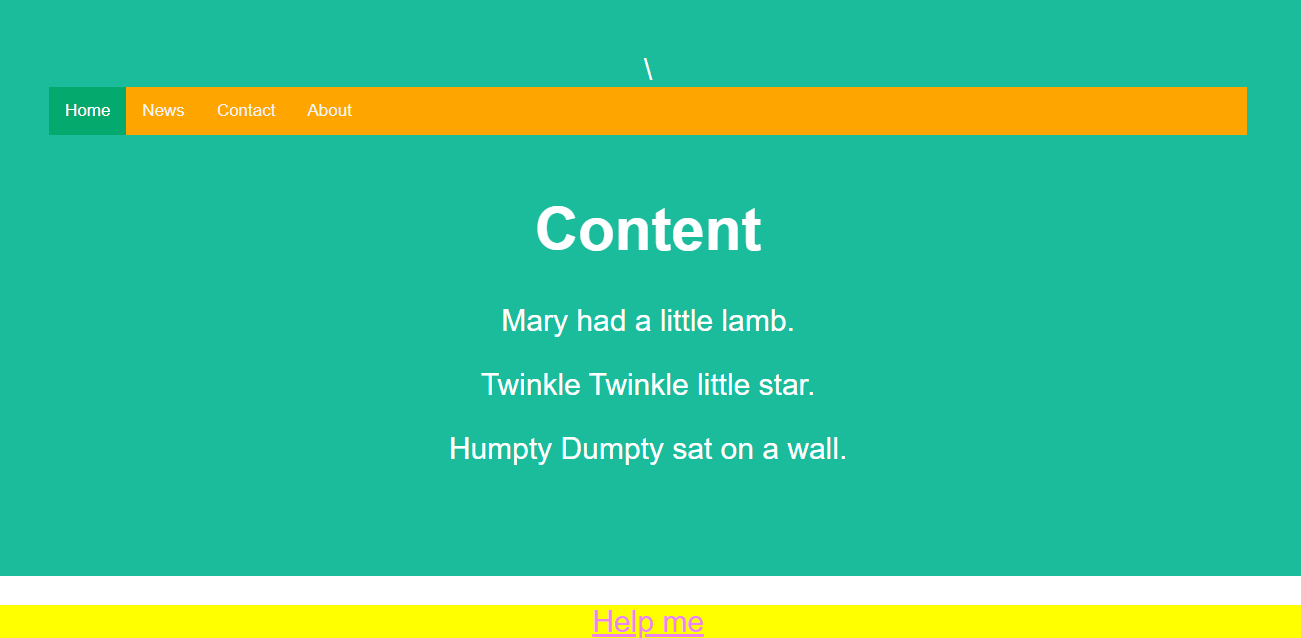 \
Home News Contact About
Content
Mary had a little lamb.
Twinkle Twinkle little star.
Humpty Dumpty sat on a wall.
Help me